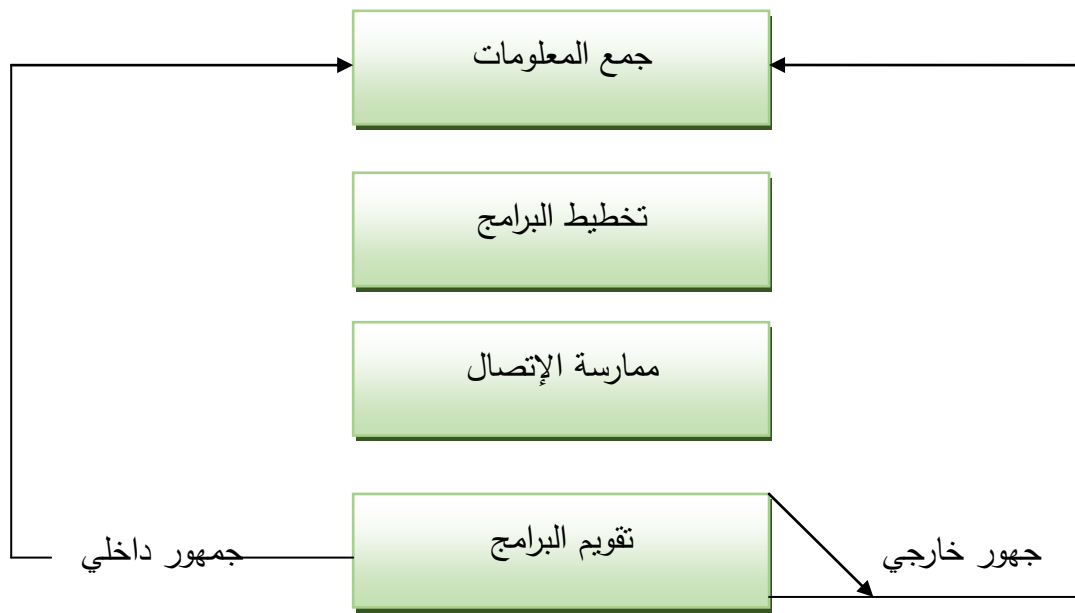 جمع المعلومات
تخطيط البرامج
ممارسة الإتصال
تقويم البرامج
جهور خارجي
جمهور داخلي